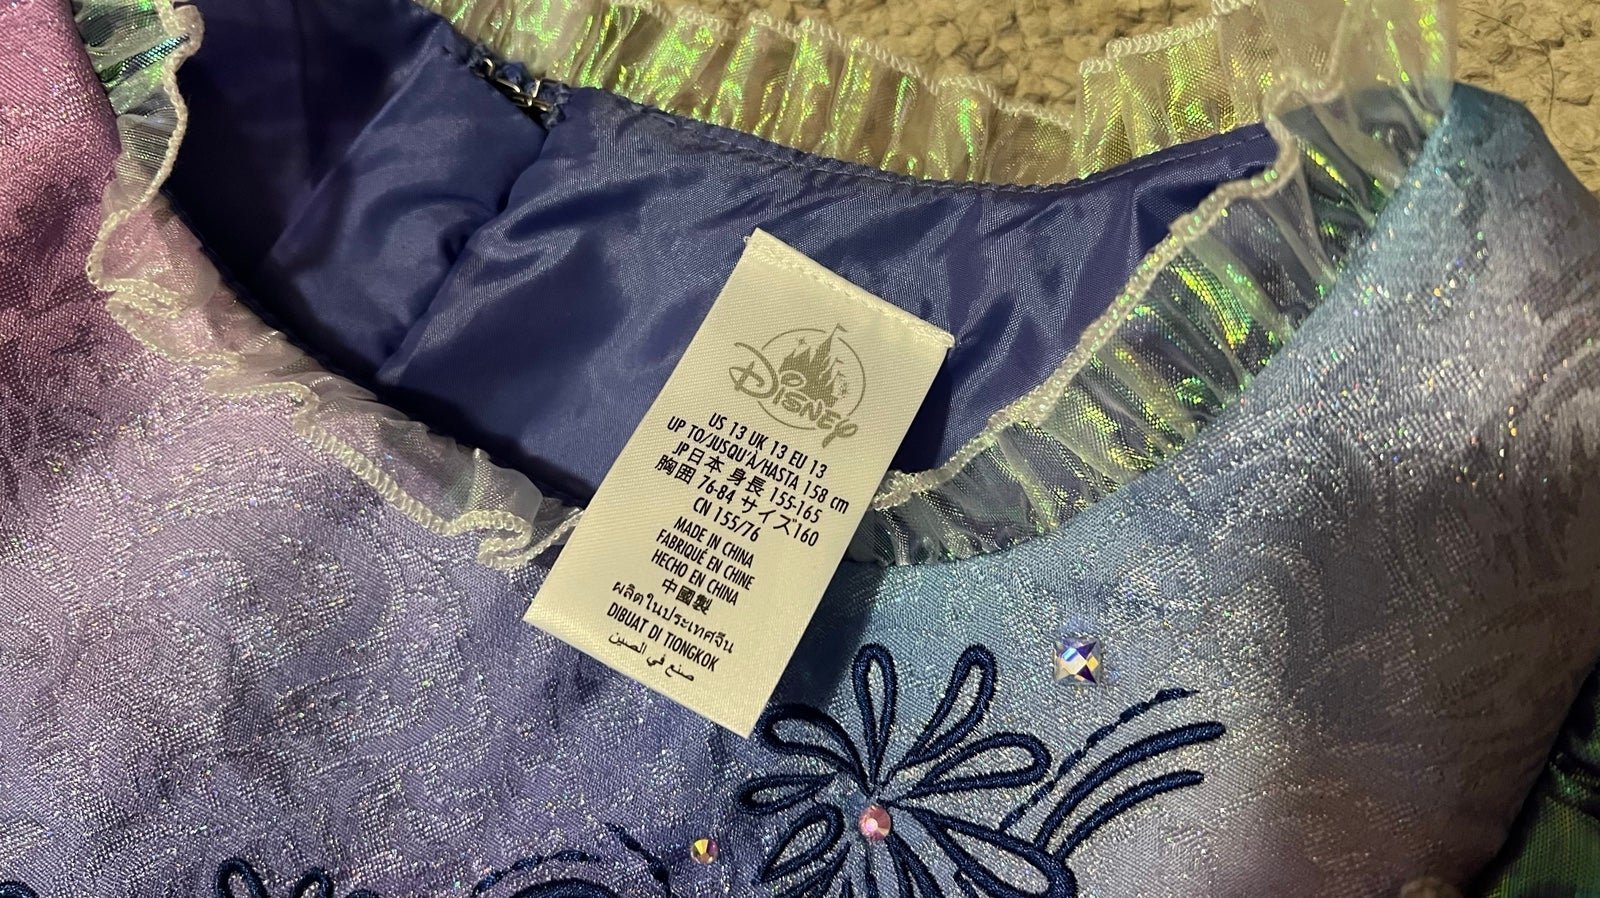 Disney
US 13 UK 13 EU 13
UP TO/JUSQU'À/HASTA 158 cm
JP日本 身長 155-165
胸囲 76-84 サイズ160
CN 155/76
MADE IN CHINA
FABRIQUÉ EN CHINE
HECHO EN CHINA
中國製
ผลิตในประเทศจีน
DIBUAT DI TIONGKOK
صنع في الصين